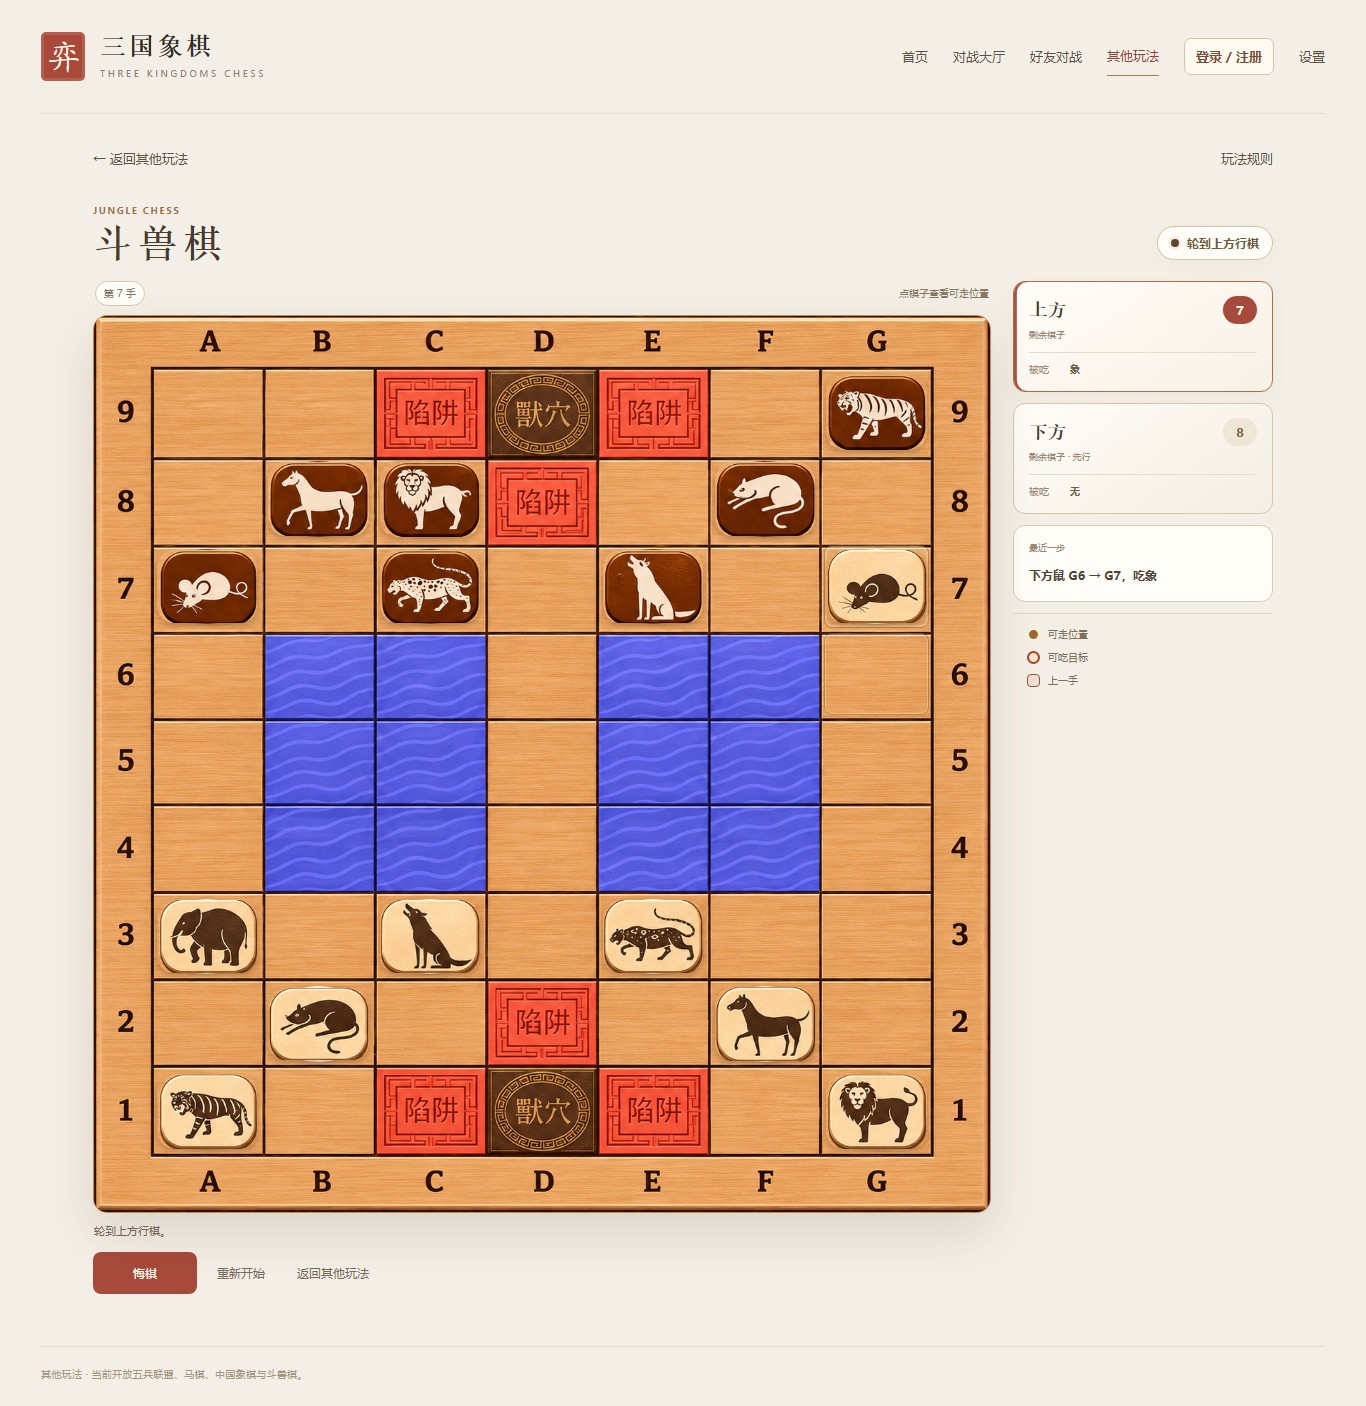 弈
三国象棋
THREE KINGDOMS CHESS
首页 对战大厅 好友对战 其他玩法 登录 / 注册 设置
← 返回其他玩法
玩法规则
JUNGLE CHESS
斗兽棋
轮到上方行棋
第 7 手
点棋子查看可走位置
A B C D E F G
9 陷阱 獸穴 陷阱 9
8 陷阱 8
7 7
6 6
5 5
4 4
3 3
2 陷阱 2
1 陷阱 獸穴 陷阱 1
A B C D E F G
上方 7
剩余棋子
被吃 象
下方 8
剩余棋子 · 先行
被吃 无
最近一步
下方鼠 G6 → G7，吃象
可走位置
可吃目标
上一手
轮到上方行棋。
悔棋 重新开始 返回其他玩法
其他玩法 · 当前开放五兵联盟、马棋、中国象棋与斗兽棋。